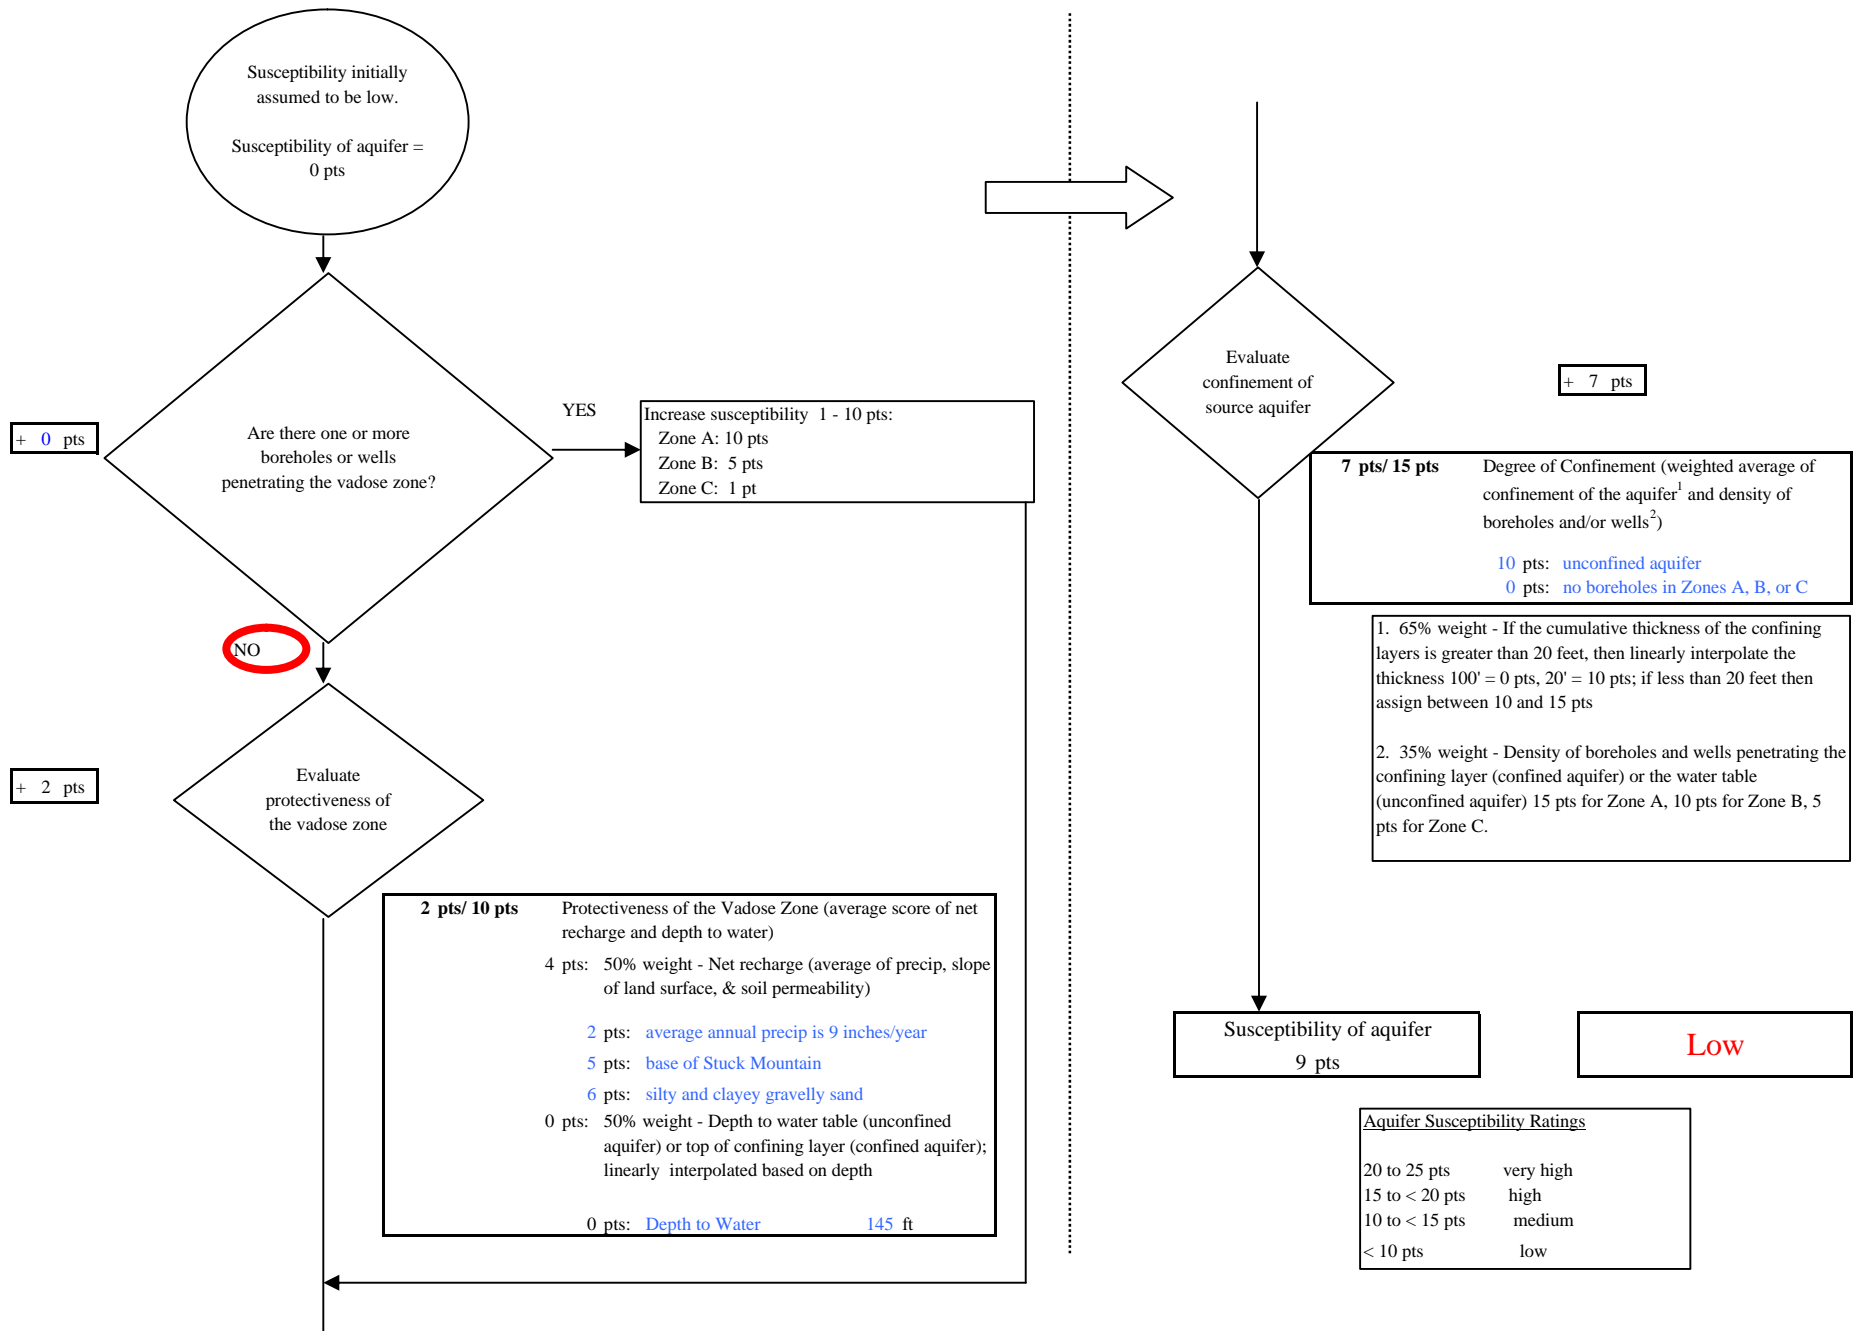 Susceptibility initially
assumed to be low.
Susceptibility of aquifer =
0 pts
+ 0 pts
Are there one or more
boreholes or wells
penetrating the vadose zone?
YES
Increase susceptibility 1 - 10 pts:
Zone A: 10 pts
Zone B: 5 pts
Zone C: 1 pt
NO
+ 2 pts
Evaluate
protectiveness of
the vadose zone
2 pts/ 10 pts Protectiveness of the Vadose Zone (average score of net
recharge and depth to water)
4 pts: 50% weight - Net recharge (average of precip, slope
of land surface, & soil permeability)
2 pts: average annual precip is 9 inches/year
5 pts: base of Stuck Mountain
6 pts: silty and clayey gravelly sand
0 pts: 50% weight - Depth to water table (unconfined
aquifer) or top of confining layer (confined aquifer);
linearly interpolated based on depth
0 pts: Depth to Water 145 ft
Evaluate
confinement of
source aquifer
+ 7 pts
7 pts/ 15 pts Degree of Confinement (weighted average of
confinement of the aquifer1 and density of
boreholes and/or wells2)
10 pts: unconfined aquifer
0 pts: no boreholes in Zones A, B, or C
1. 65% weight - If the cumulative thickness of the confining
layers is greater than 20 feet, then linearly interpolate the
thickness 100' = 0 pts, 20' = 10 pts; if less than 20 feet then
assign between 10 and 15 pts
2. 35% weight - Density of boreholes and wells penetrating the
confining layer (confined aquifer) or the water table
(unconfined aquifer) 15 pts for Zone A, 10 pts for Zone B, 5
pts for Zone C.
Susceptibility of aquifer
9 pts
Low
Aquifer Susceptibility Ratings
20 to 25 pts very high
15 to < 20 pts high
10 to < 15 pts medium
< 10 pts low